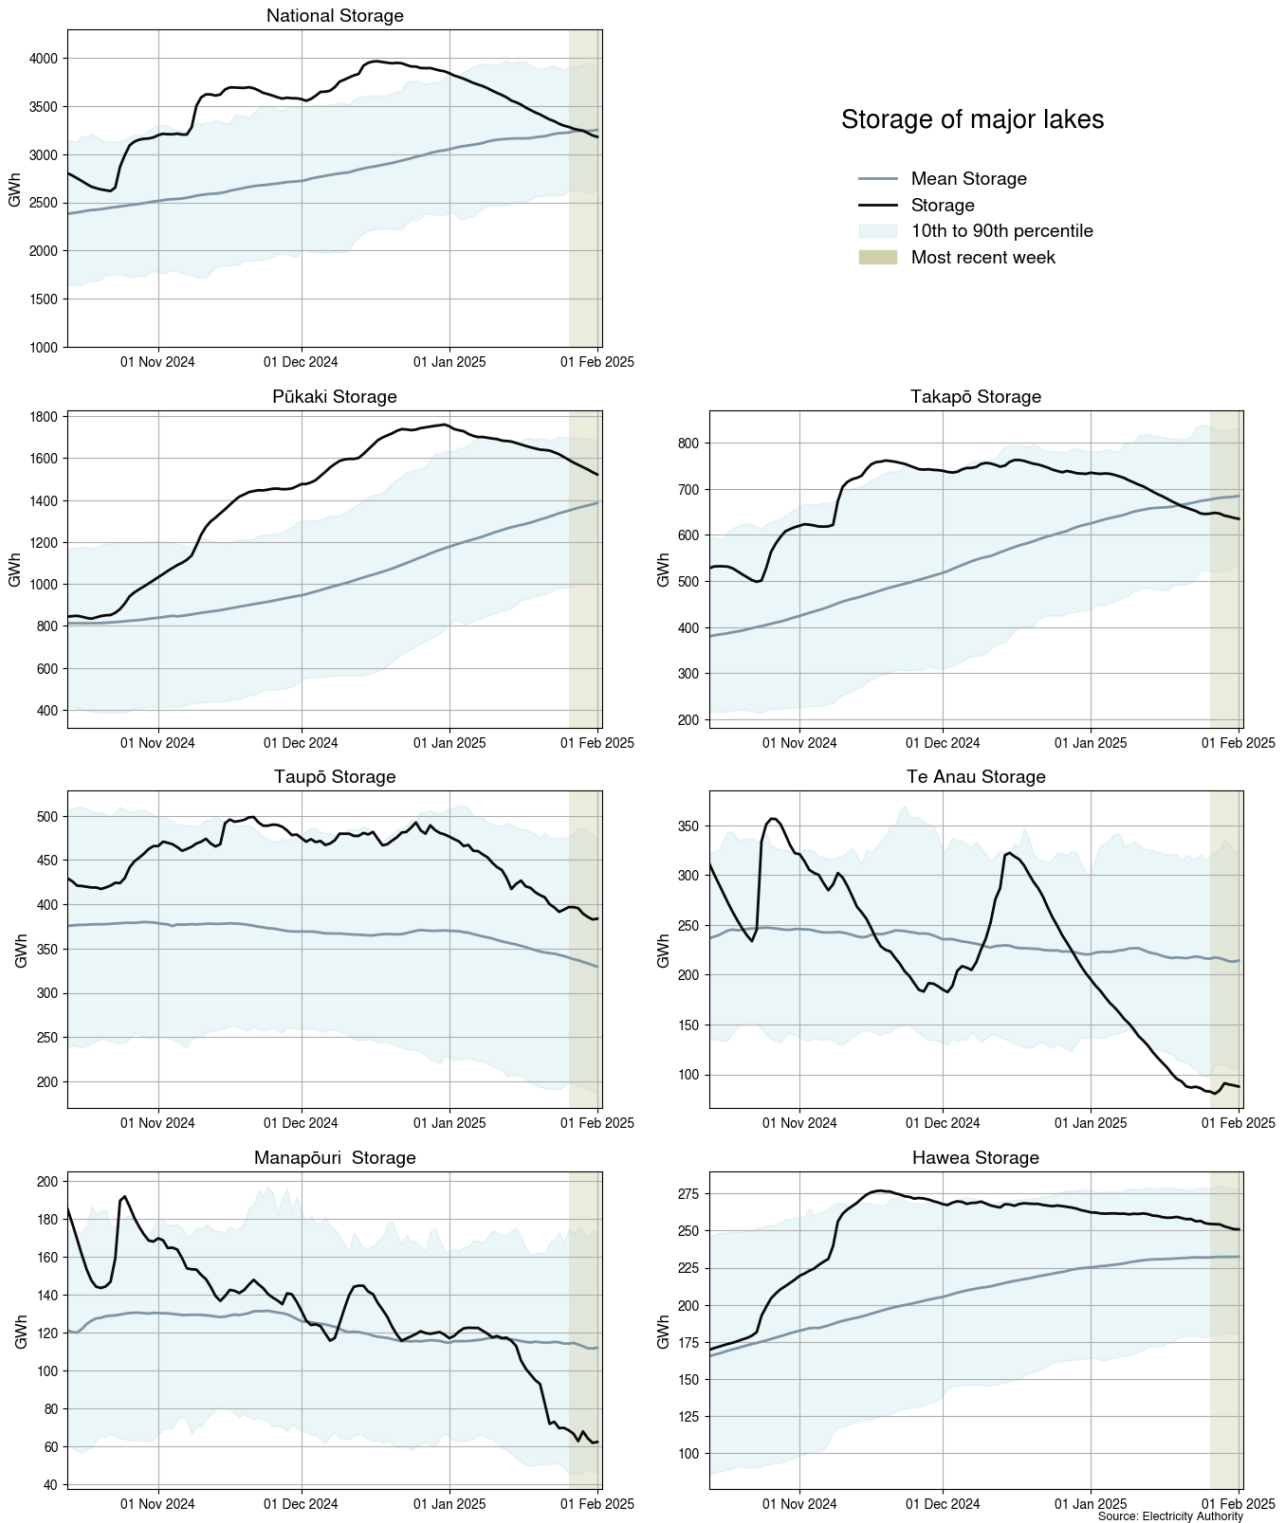 National Storage
4000
3500
3000
2500
2000
1500
1000
GWh
01 Nov 2024 01 Dec 2024 01 Jan 2025 01 Feb 2025
Storage of major lakes
Mean Storage
Storage
10th to 90th percentile
Most recent week
Pūkaki Storage
1800
1600
1400
1200
1000
800
600
400
GWh
01 Nov 2024 01 Dec 2024 01 Jan 2025 01 Feb 2025
Takapō Storage
800
700
600
500
400
300
200
GWh
01 Nov 2024 01 Dec 2024 01 Jan 2025 01 Feb 2025
Taupō Storage
500
450
400
350
300
250
200
GWh
01 Nov 2024 01 Dec 2024 01 Jan 2025 01 Feb 2025
Te Anau Storage
350
300
250
200
150
100
GWh
01 Nov 2024 01 Dec 2024 01 Jan 2025 01 Feb 2025
Manapōuri  Storage
200
180
160
140
120
100
80
60
40
GWh
01 Nov 2024 01 Dec 2024 01 Jan 2025 01 Feb 2025
Hawea Storage
275
250
225
200
175
150
125
100
GWh
01 Nov 2024 01 Dec 2024 01 Jan 2025 01 Feb 2025
Source: Electricity Authority